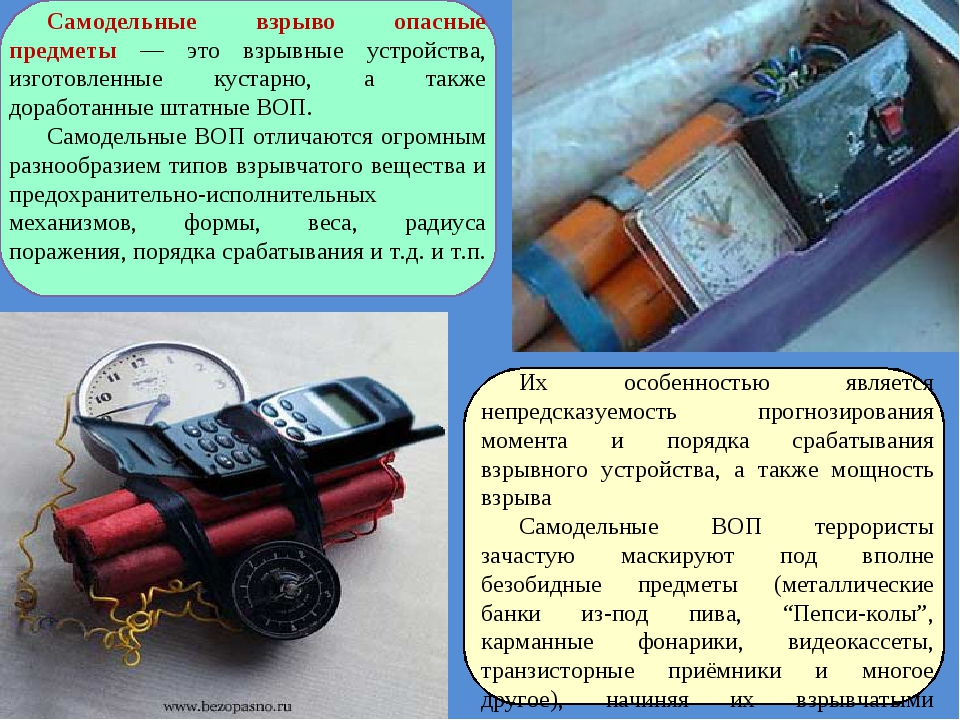 Самодельные взрыво опасные
предметы — это взрывные устройства,
изготовленные кустарно, а также
доработанные штатные ВОП.
Самодельные ВОП отличаются огромным
разнообразием типов взрывчатого вещества и
предохранительно-исполнительных
механизмов, формы, веса, радиуса
поражения, порядка срабатывания и т.д. и т.п.
Их особенностью является
непредсказуемость прогнозирования
момента и порядка срабатывания
взрывного устройства, а также мощность
взрыва
Самодельные ВОП террористы
зачастую маскируют под вполне
безобидные предметы (металлические
банки из-под пива, “Пепси-колы”,
карманные фонарики, видеокассеты,
транзисторные приёмники и многое
другое), начиняя их взрывчатыми
www.bezopasno.ru